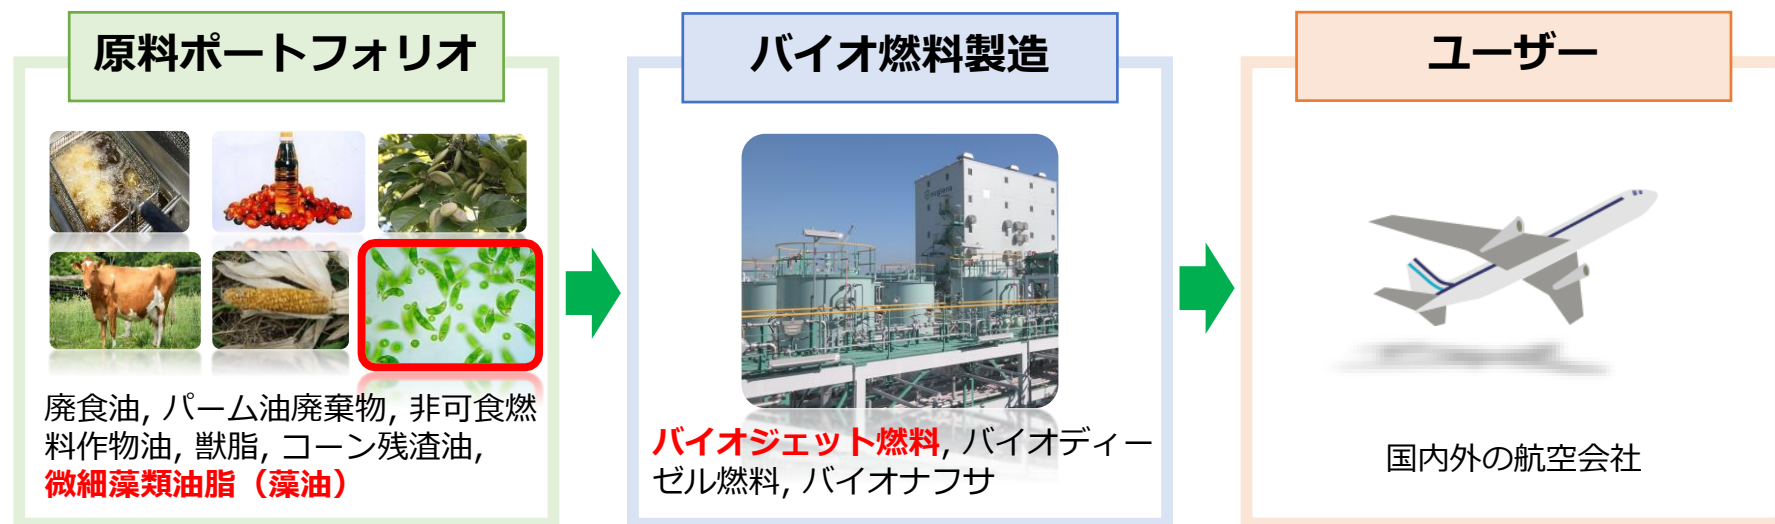 原料ポートフォリオ
廃食油, パーム油廃棄物, 非可食燃
料作物油, 獣脂, コーン残渣油,
微細藻類油脂（藻油）
バイオ燃料製造
euglena
バイオジェット燃料, バイオディー
ゼル燃料, バイオナフサ
ユーザー
国内外の航空会社